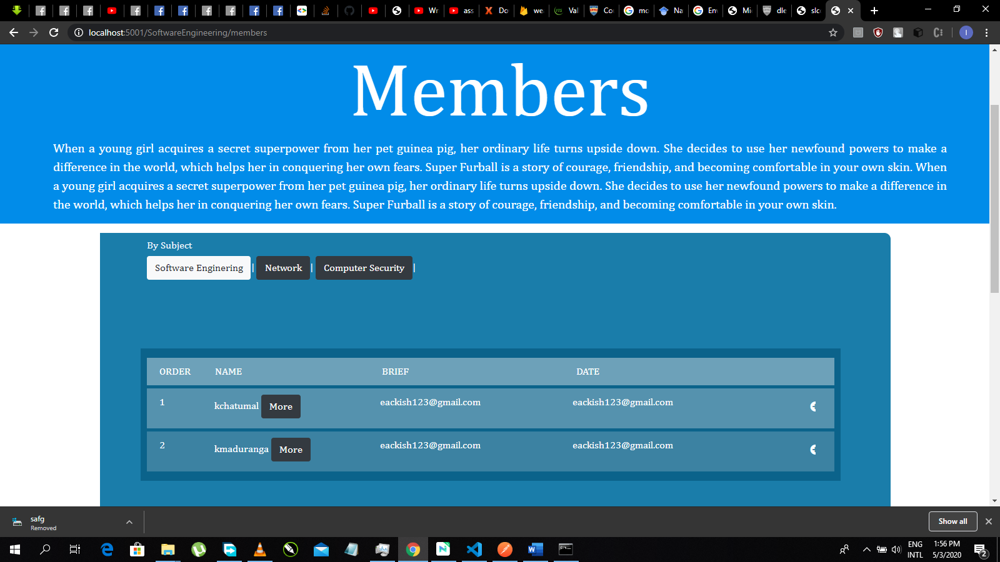 Wr
ass
Do
we
Vali
Cou
mo
Na
Env
Mic
dle
slc
localhost:5001/SoftwareEngineering/members
I
Members
When a young girl acquires a secret superpower from her pet guinea pig, her ordinary life turns upside down. She decides to use her newfound powers to make a
difference in the world, which helps her in conquering her own fears. Super Furball is a story of courage, friendship, and becoming comfortable in your own skin. When
a young girl acquires a secret superpower from her pet guinea pig, her ordinary life turns upside down. She decides to use her newfound powers to make a difference in
the world, which helps her in conquering her own fears. Super Furball is a story of courage, friendship, and becoming comfortable in your own skin.
By Subject
Software Enginering | Network | Computer Security |
ORDER NAME BRIEF DATE
1 kchatumal More eackish123@gmail.com eackish123@gmail.com
2 kmaduranga More eackish123@gmail.com eackish123@gmail.com
safg
Removed
Show all
ENG
INTL
1:56 PM
5/3/2020
2